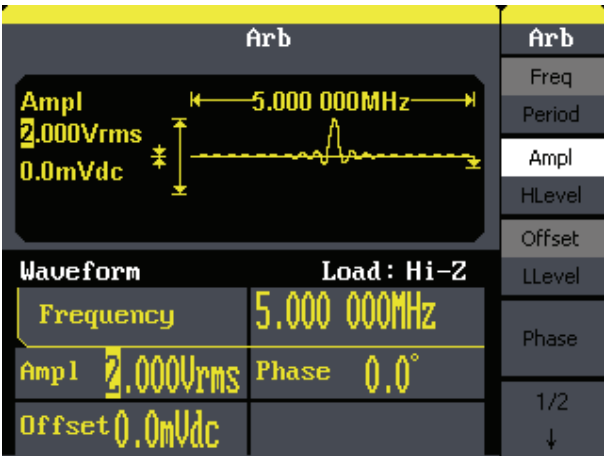 Arb
Ampl
5.000 000MHz
2.000Vrms
0.0mVdc
Waveform
Load: Hi-Z
Frequency
5.000 000MHz
Ampl 2.000Vrms
Phase 0.0°
Offset 0.0mVdc
Arb
Freq
Period
Ampl
HLevel
Offset
LLevel
Phase
1/2
↓